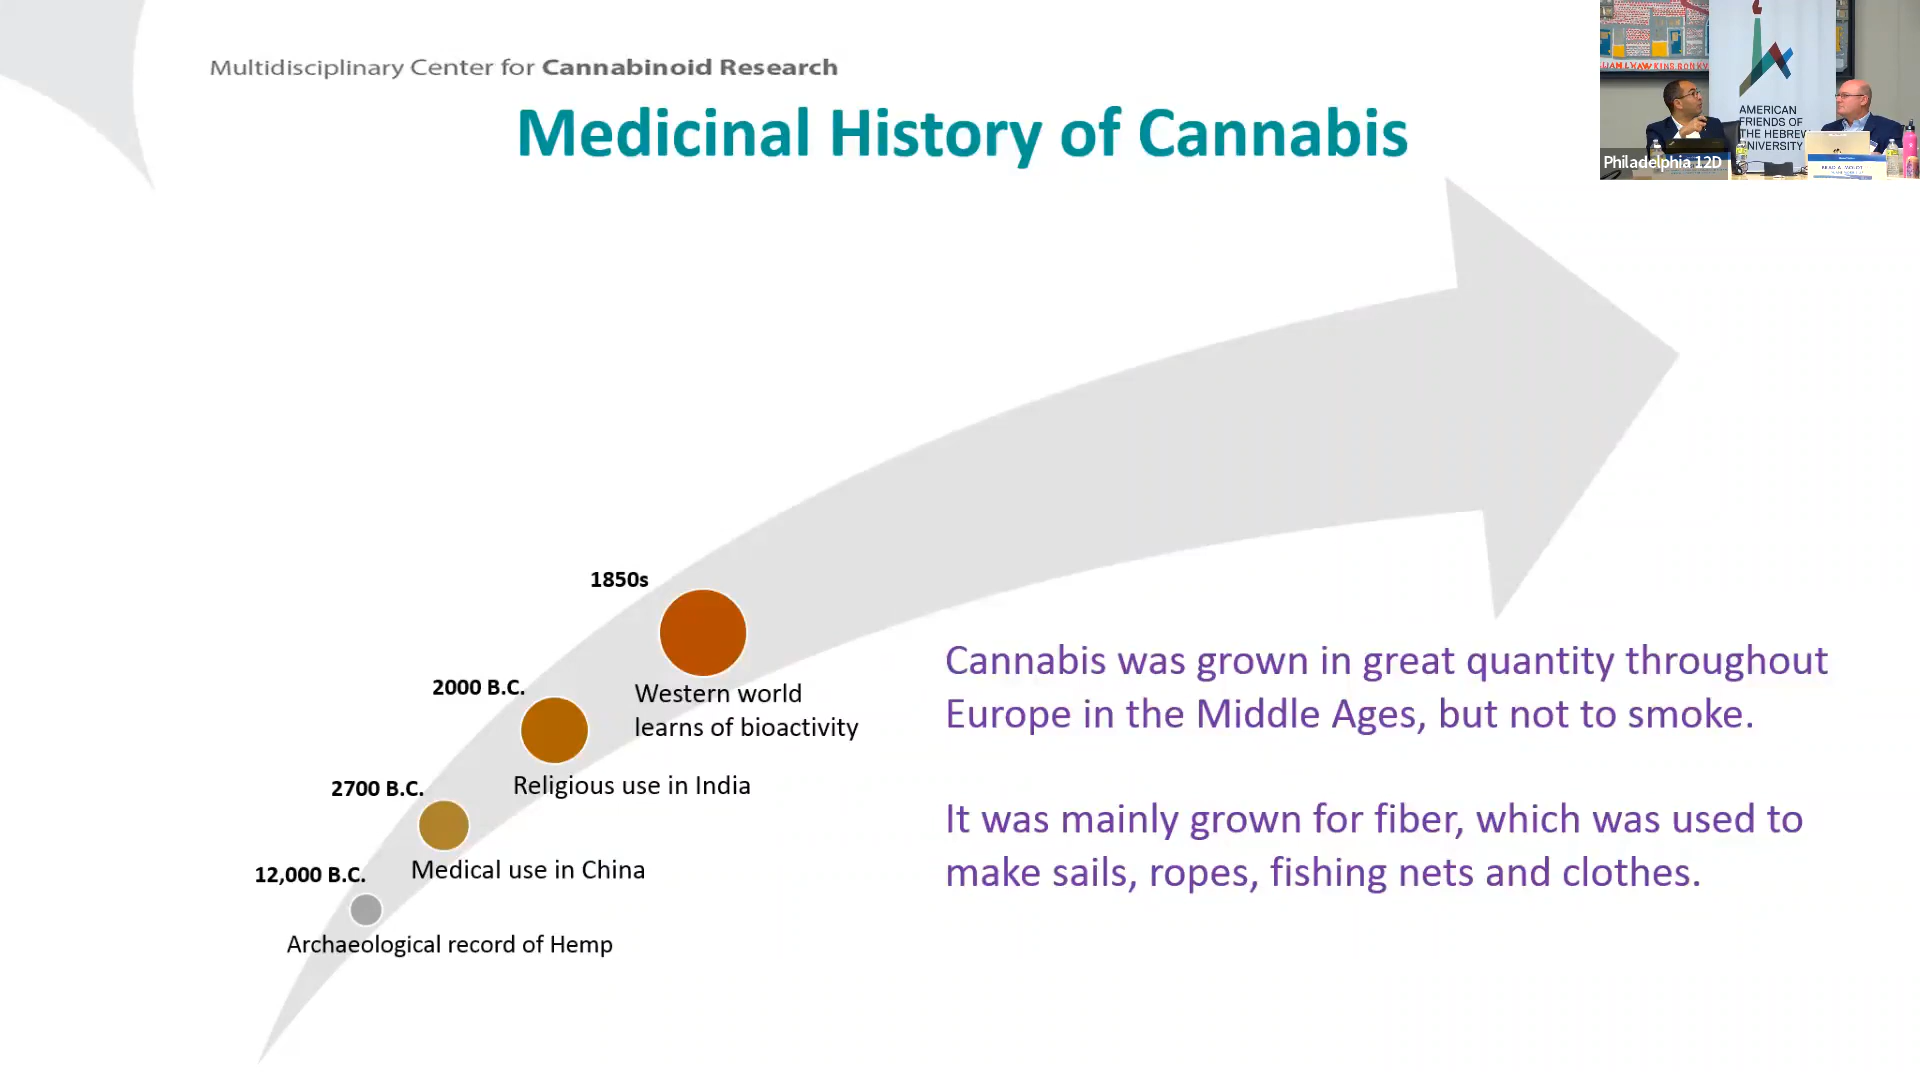 Multidisciplinary Center for Cannabinoid Research
Medicinal History of Cannabis
1850s
Western world
learns of bioactivity
2000 B.C.
Religious use in India
2700 B.C.
Medical use in China
12,000 B.C.
Archaeological record of Hemp
Cannabis was grown in great quantity throughout
Europe in the Middle Ages, but not to smoke.
It was mainly grown for fiber, which was used to
make sails, ropes, fishing nets and clothes.
AMERICAN
FRIENDS OF
THE HEBREW
UNIVERSITY
Philadelphia 12D